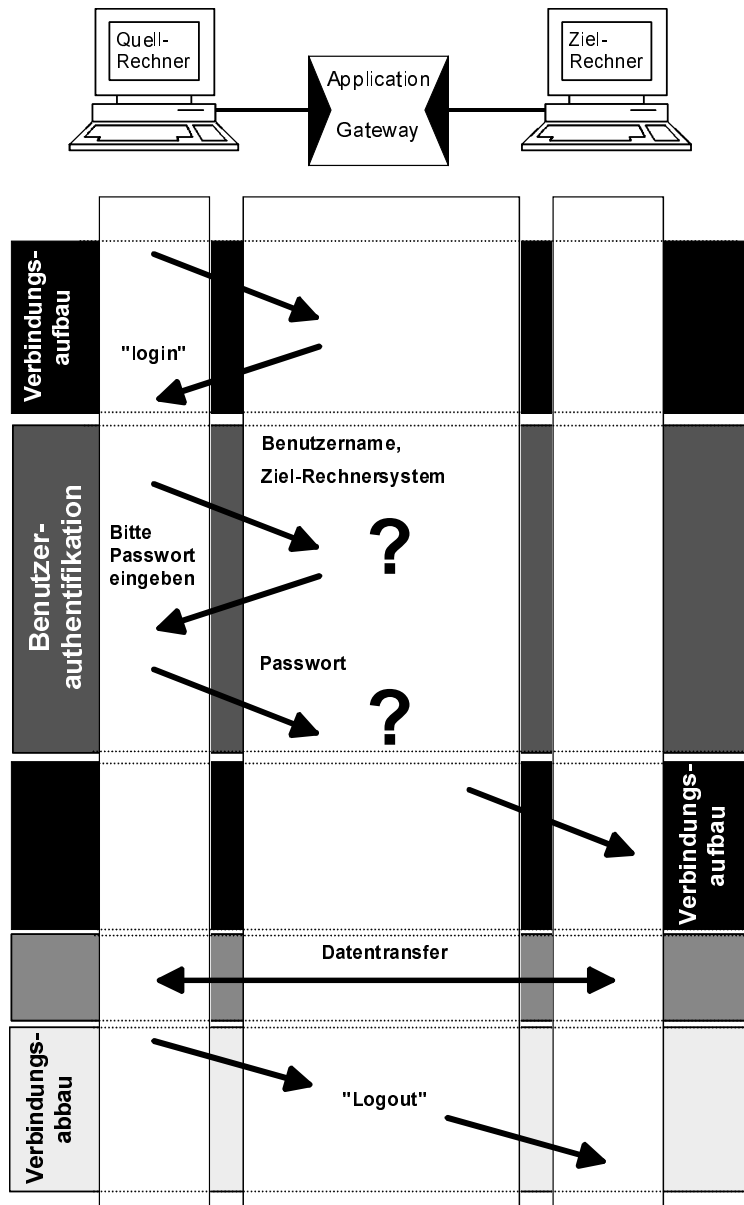 Quell-
Rechner
Application
Gateway
Ziel-
Rechner
Verbindungs-
aufbau
"login"
Benutzer-
authentifikation
Benutzername,
Ziel-Rechnersystem
?
Bitte
Passwort
eingeben
Passwort
?
Verbindungs-
aufbau
Datentransfer
Verbindungs-
abbau
"Logout"